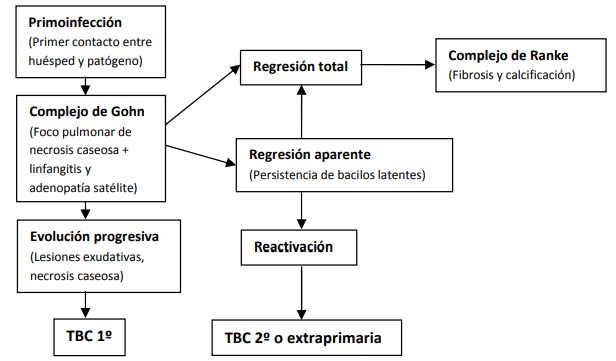 Primoinfección
(Primer contacto entre
huésped y patógeno)
Complejo de Gohn
(Foco pulmonar de
necrosis caseosa +
linfangitis y
adenopatía satélite)
Evolución progresiva
(Lesiones exudativas,
necrosis caseosa)
TBC 1º
Regresión total
Complejo de Ranke
(Fibrosis y calcificación)
Regresión aparente
(Persistencia de bacilos latentes)
Reactivación
TBC 2º o extraprimaria